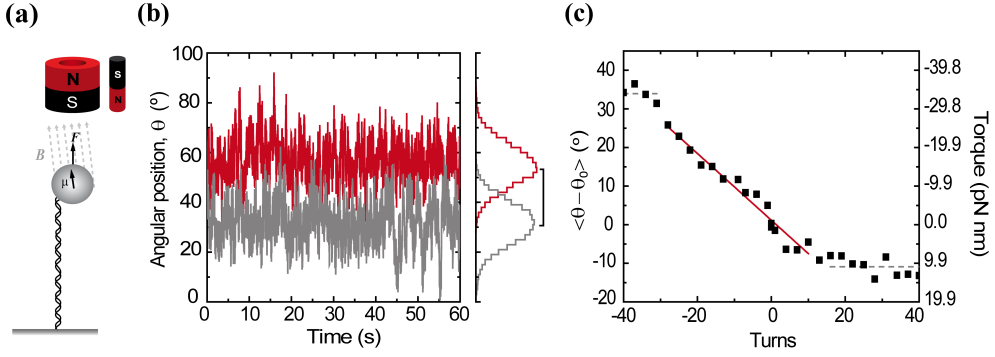 (a)
N
S
S
N
B
F
μ
(b)
Angular position, θ (º)
100
80
60
40
20
0
0 10 20 30 40 50 60
Time (s)
(c)
<θ – θ0> (º)
40
30
20
10
0
-10
-20
-40 -20 0 20 40
Turns
-39.8
-29.8
-19.9
-9.9
0.0
9.9
19.9
Torque (pN nm)